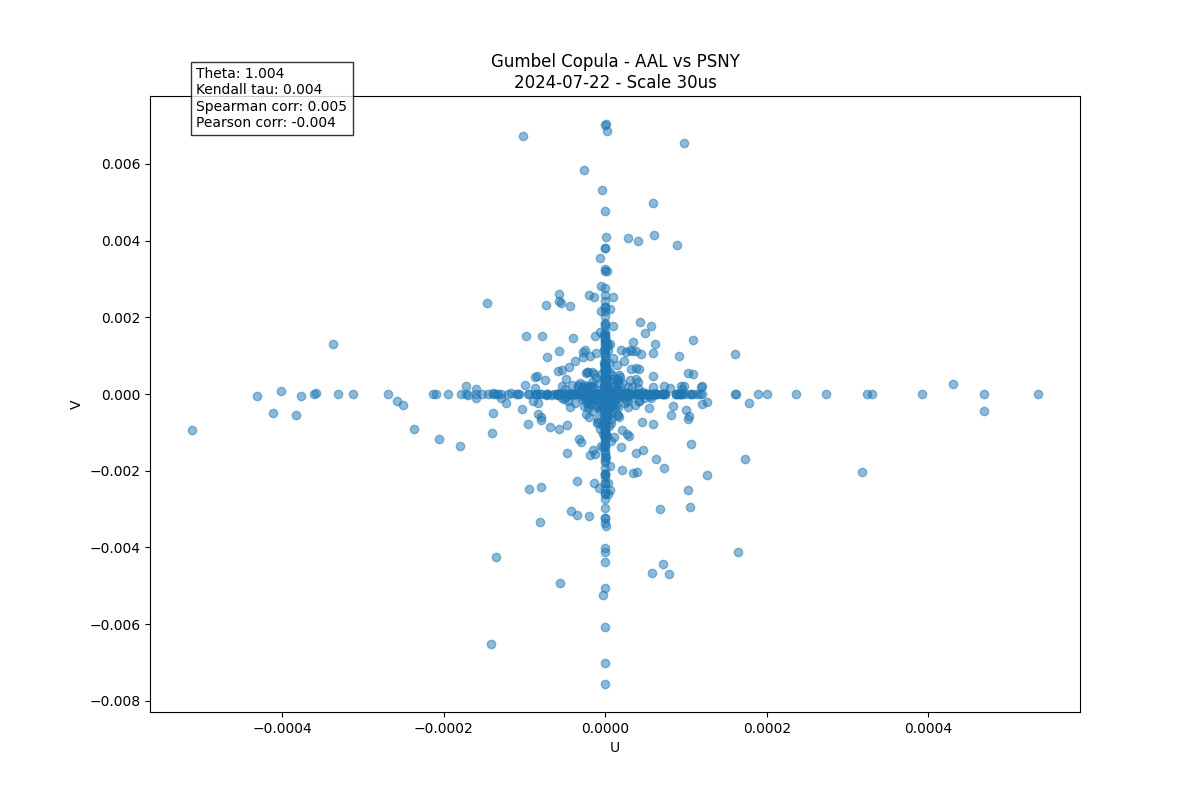 Gumbel Copula - AAL vs PSNY
2024-07-22 - Scale 30us
Theta: 1.004
Kendall tau: 0.004
Spearman corr: 0.005
Pearson corr: -0.004
0.006
0.004
0.002
0.000
−0.002
−0.004
−0.006
−0.008
V
−0.0004
−0.0002
0.0000
0.0002
0.0004
U